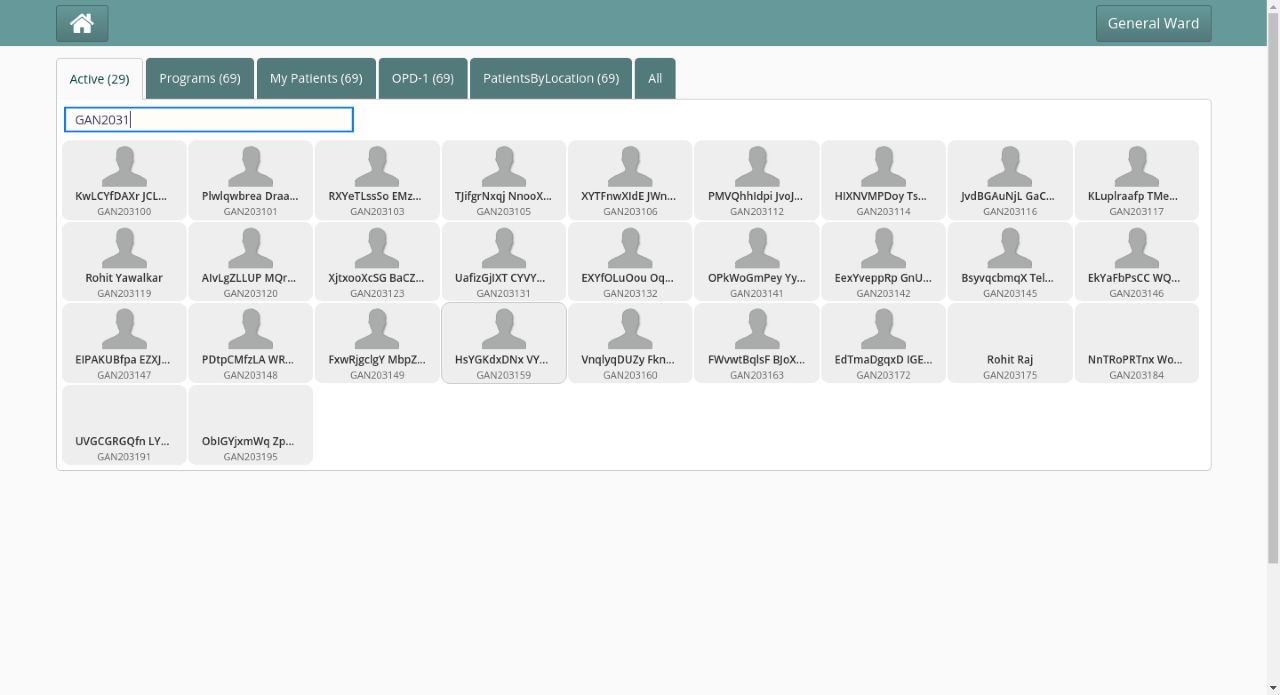 General Ward
Active (29) Programs (69) My Patients (69) OPD-1 (69) PatientsByLocation (69) All
GAN2031
KwLCYfDAXr JCL... Plwlqwbrea Draa... RXYeTLssSo EMz... TJifgrNxqj NnooX... XYTFnwXIdE JWn... PMVQhhIdpi JvoJ... HIXNVMPDoy Ts... JvdBGAuNjL GaC... KLuplraafp TMe...
GAN203100 GAN203101 GAN203103 GAN203105 GAN203106 GAN203112 GAN203114 GAN203116 GAN203117
Rohit Yawalkar AIvLgZLLUP MQr... XjtxooXcSG BaCZ... UafizGjIXT CYVY... EXYfOLuOou Oq... OPkWoGmPey Yy... EexYveppRp GnU... BsyvqcbmqX Tel... EkYaFbPsCC WQ...
GAN203119 GAN203120 GAN203123 GAN203131 GAN203132 GAN203141 GAN203142 GAN203145 GAN203146
EIPAKUBfpa EZXJ... PDtpCMfzLA WR... FxwRjgclgY MbpZ... HsYGKdxDNx VY... VnqlyqDUZy Fkn... FWvwtBqlsF BJoX... EdTmaDgqxD IGE... Rohit Raj NnTRoPRTnx Wo...
GAN203147 GAN203148 GAN203149 GAN203159 GAN203160 GAN203163 GAN203172 GAN203175 GAN203184
UVGCGRGQfn LY... ObIGYjxmWq Zp...
GAN203191 GAN203195